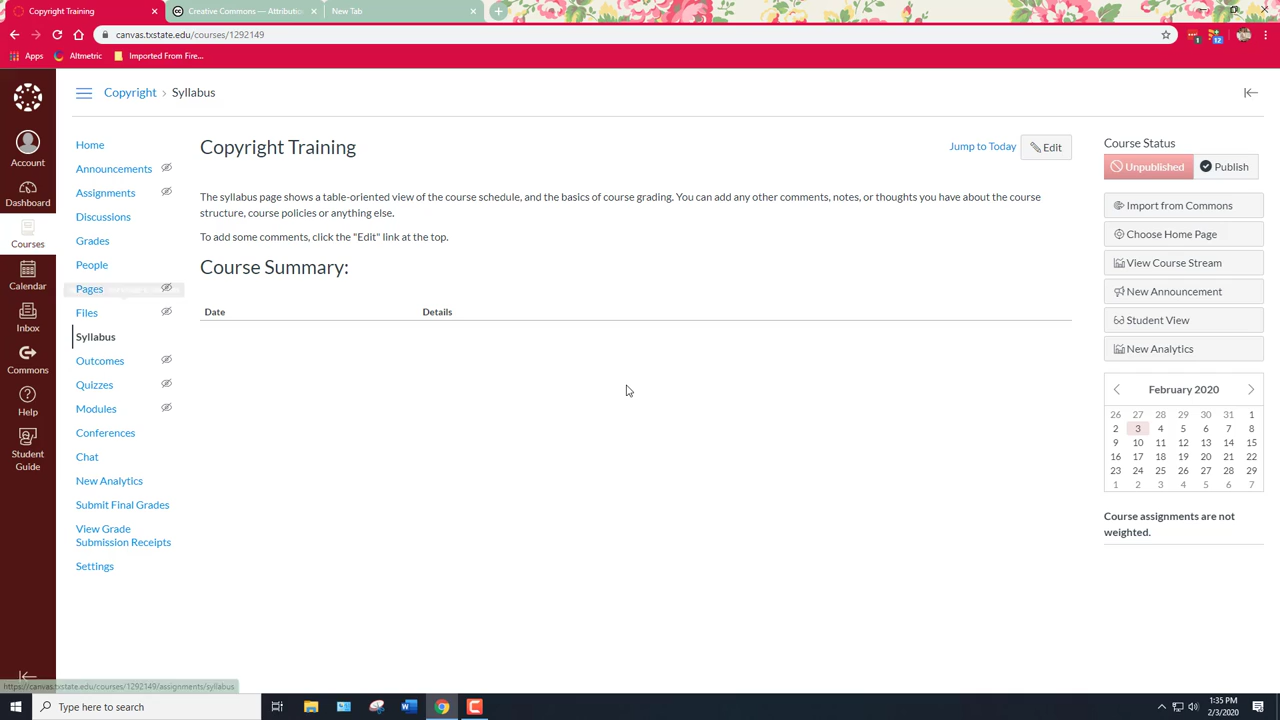 Copyright Training
Creative Commons — Attributi
New Tab
canvas.txstate.edu/courses/1292149
Apps
Altmetric
Imported From Fire...
Copyright › Syllabus
Account
Dashboard
Courses
Calendar
Inbox
Commons
Help
Student
Guide
Home
Announcements
Assignments
Discussions
Grades
People
Pages
Files
Syllabus
Outcomes
Quizzes
Modules
Conferences
Chat
New Analytics
Submit Final Grades
View Grade
Submission Receipts
Settings
Copyright Training
Jump to Today
Edit
The syllabus page shows a table-oriented view of the course schedule, and the basics of course grading. You can add any other comments, notes, or thoughts you have about the course
structure, course policies or anything else.
To add some comments, click the "Edit" link at the top.
Course Summary:
Date Details
Course Status
Unpublished
Publish
Import from Commons
Choose Home Page
View Course Stream
New Announcement
Student View
New Analytics
February 2020
26 27 28 29 30 31 1
2 3 4 5 6 7 8
9 10 11 12 13 14 15
16 17 18 19 20 21 22
23 24 25 26 27 28 29
1 2 3 4 5 6 7
Course assignments are not
weighted.
https://canvas.txstate.edu/courses/1292149/assignments/syllabus
Type here to search
1:35 PM
2/3/2020